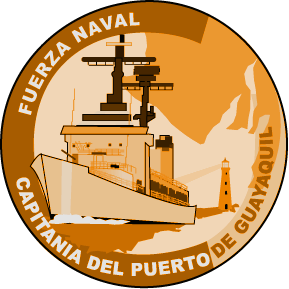 FUERZA NAVAL
CAPITANIA DEL PUERTO DE GUAYAQUIL